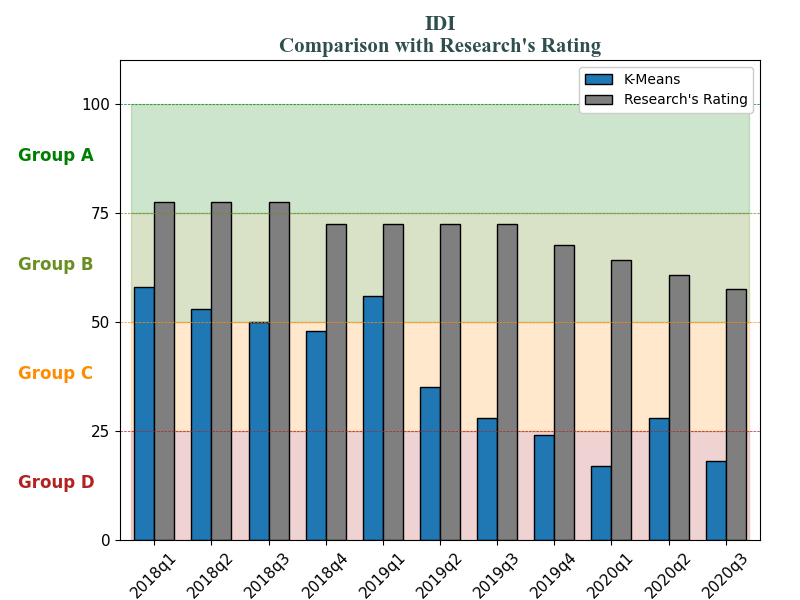 IDI
Comparison with Research's Rating
K-Means
Research's Rating
100
Group A
75
Group B
50
Group C
25
Group D
0
2018q1
2018q2
2018q3
2018q4
2019q1
2019q2
2019q3
2019q4
2020q1
2020q2
2020q3